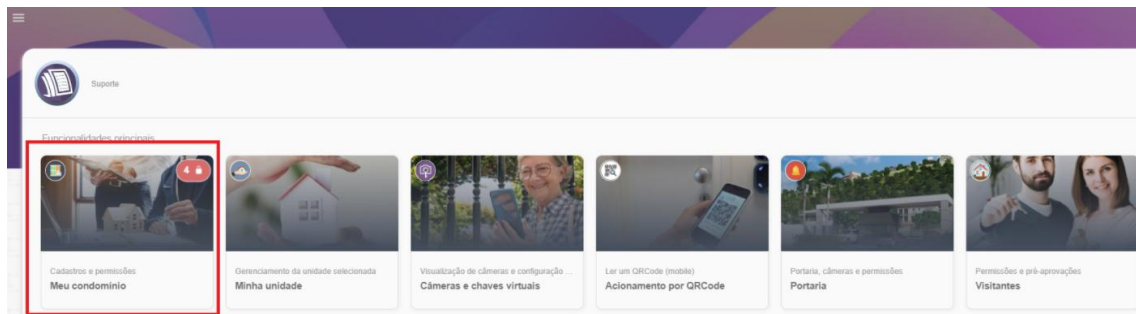 Suporte
Funcionalidades principais
4
Cadastros e permissões
Meu condomínio
Gerenciamento da unidade selecionada
Minha unidade
Visualização de câmeras e configuração ...
Câmeras e chaves virtuais
Ler um QRCode (mobile)
Acionamento por QRCode
Portaria, câmeras e permissões
Portaria
Permissões e pré-aprovações
Visitantes